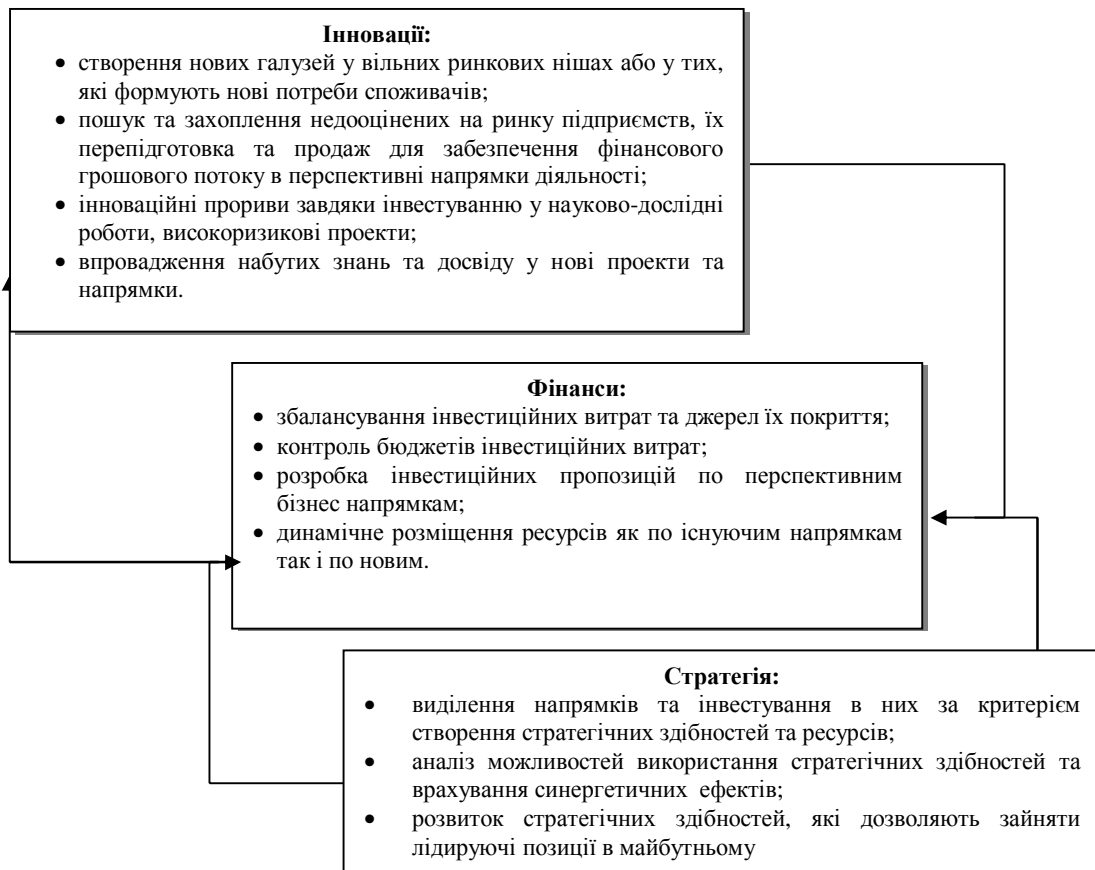 Інновації:
• створення нових галузей у вільних ринкових нішах або у тих,
які формують нові потреби споживачів;
• пошук та захоплення недооцінених на ринку підприємств, їх
перепідготовка та продаж для забезпечення фінансового
грошового потоку в перспективні напрямки діяльності;
• інноваційні прориви завдяки інвестуванню у науково-дослідні
роботи, високоризикові проекти;
• впровадження набутих знань та досвіду у нові проекти та
напрямки.
Фінанси:
• збалансування інвестиційних витрат та джерел їх покриття;
• контроль бюджетів інвестиційних витрат;
• розробка інвестиційних пропозицій по перспективним
бізнес напрямкам;
• динамічне розміщення ресурсів як по існуючим напрямкам
так і по новим.
Стратегія:
• виділення напрямків та інвестування в них за критерієм
створення стратегічних здібностей та ресурсів;
• аналіз можливостей використання стратегічних здібностей та
врахування синергетичних ефектів;
• розвиток стратегічних здібностей, які дозволяють зайняти
лідируючі позиції в майбутньому